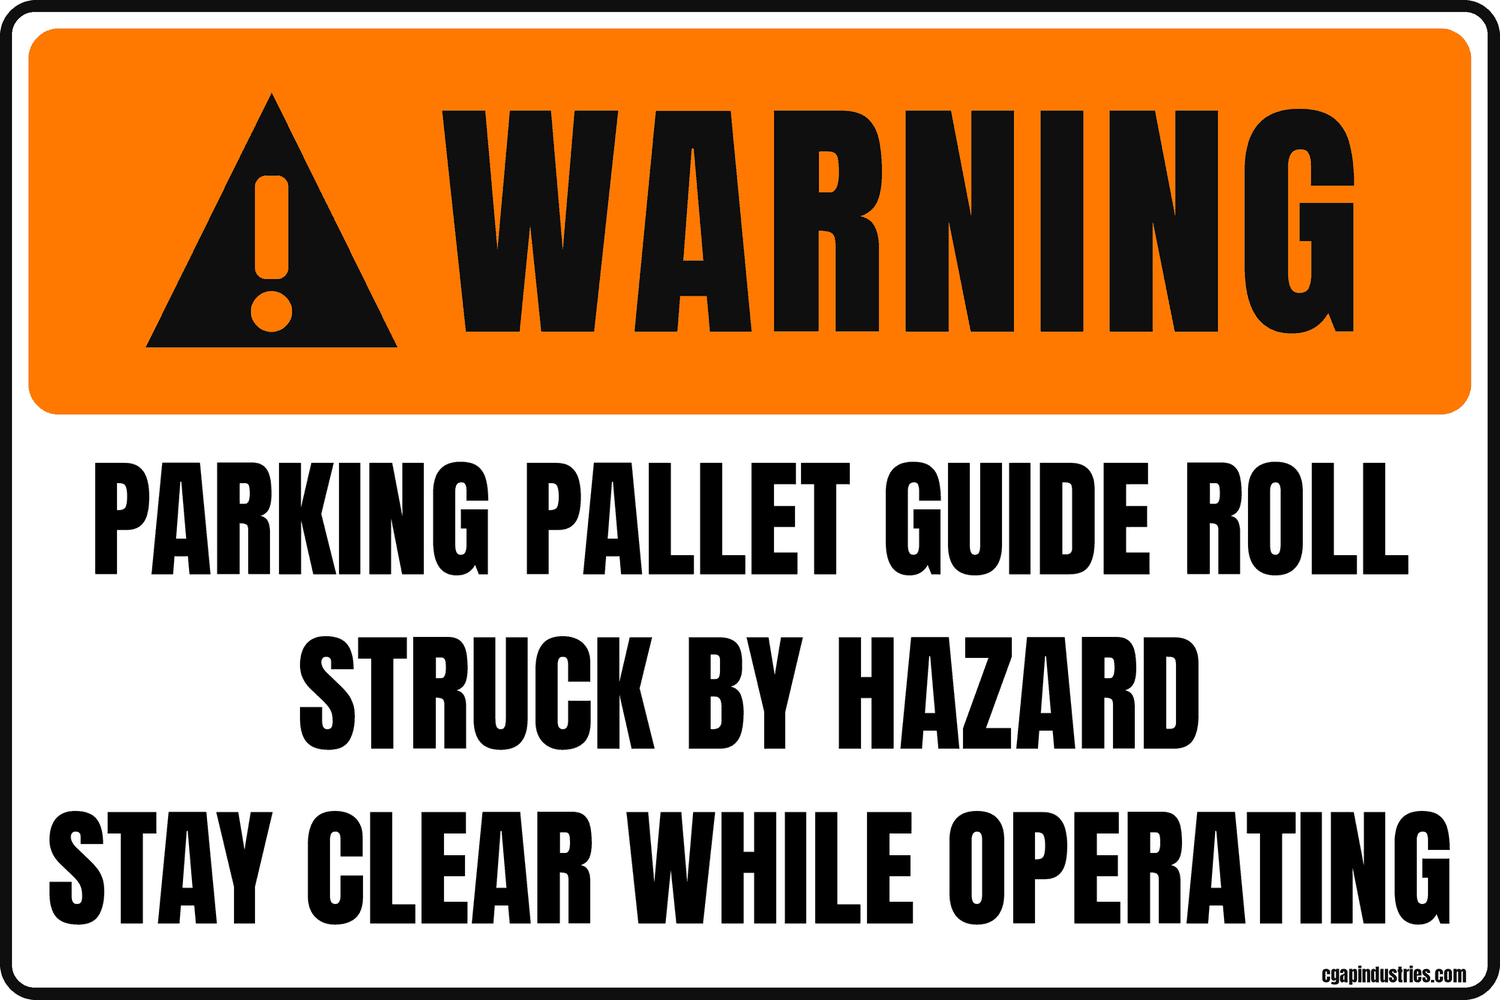 WARNING
PARKING PALLET GUIDE ROLL
STRUCK BY HAZARD
STAY CLEAR WHILE OPERATING
cgapindustries.com